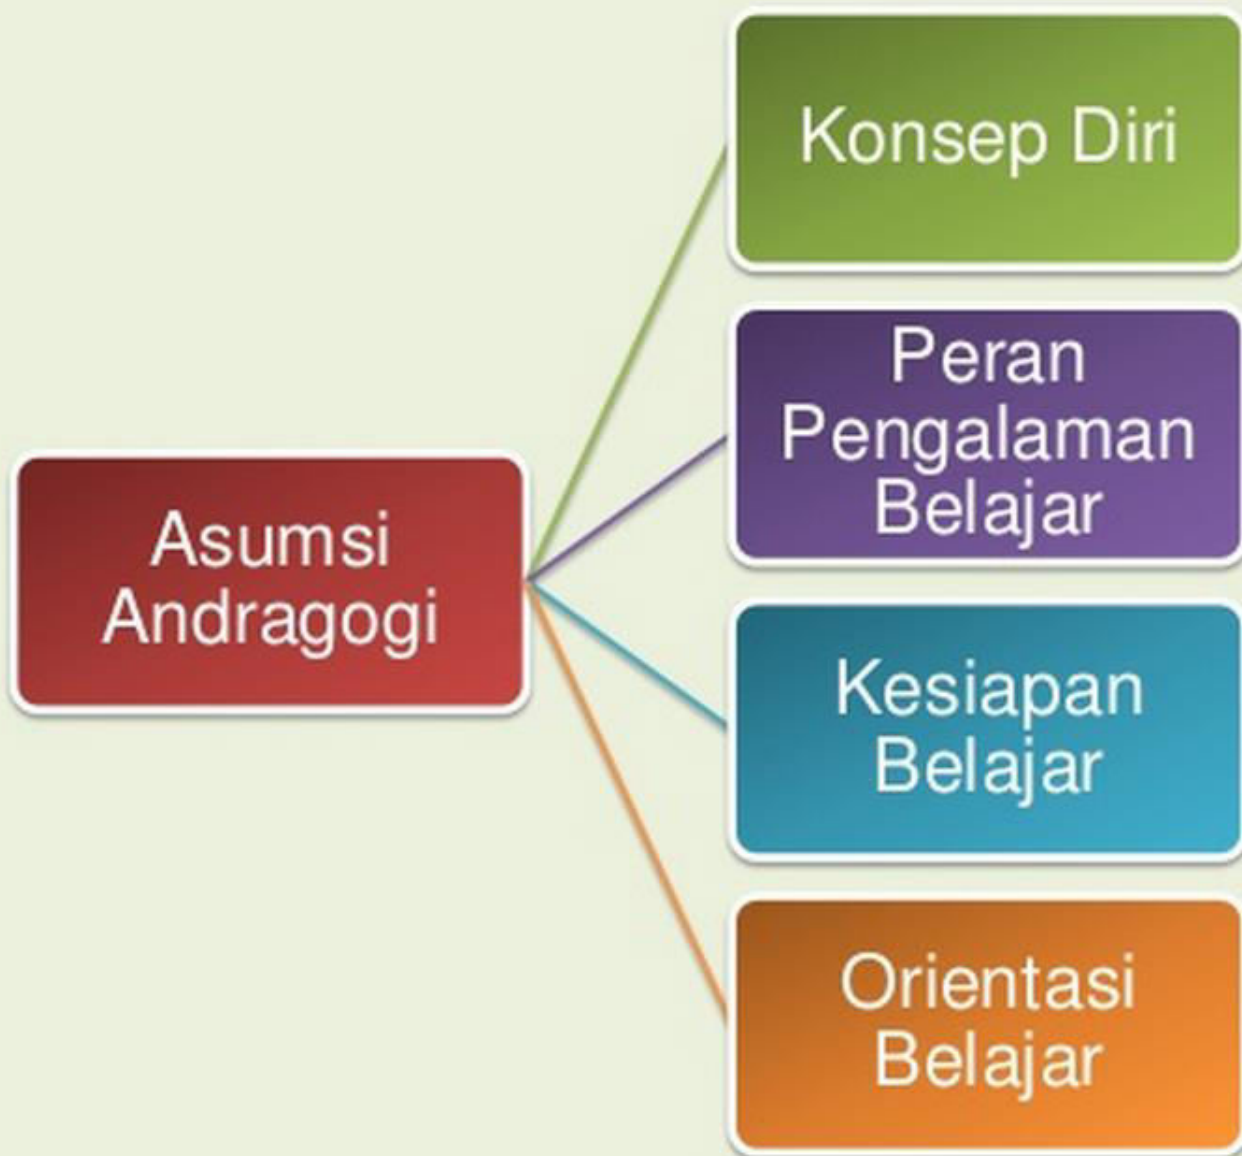 Asumsi
Andragogi
Konsep Diri
Peran
Pengalaman
Belajar
Kesiapan
Belajar
Orientasi
Belajar